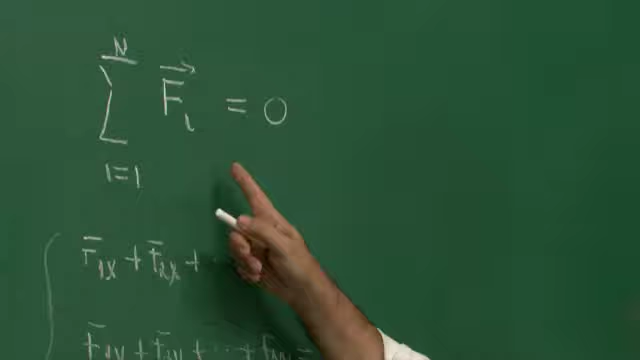 N
∑ F⃗ᵢ = 0
i=1
F̄₁ₓ + F̄₂ₓ +